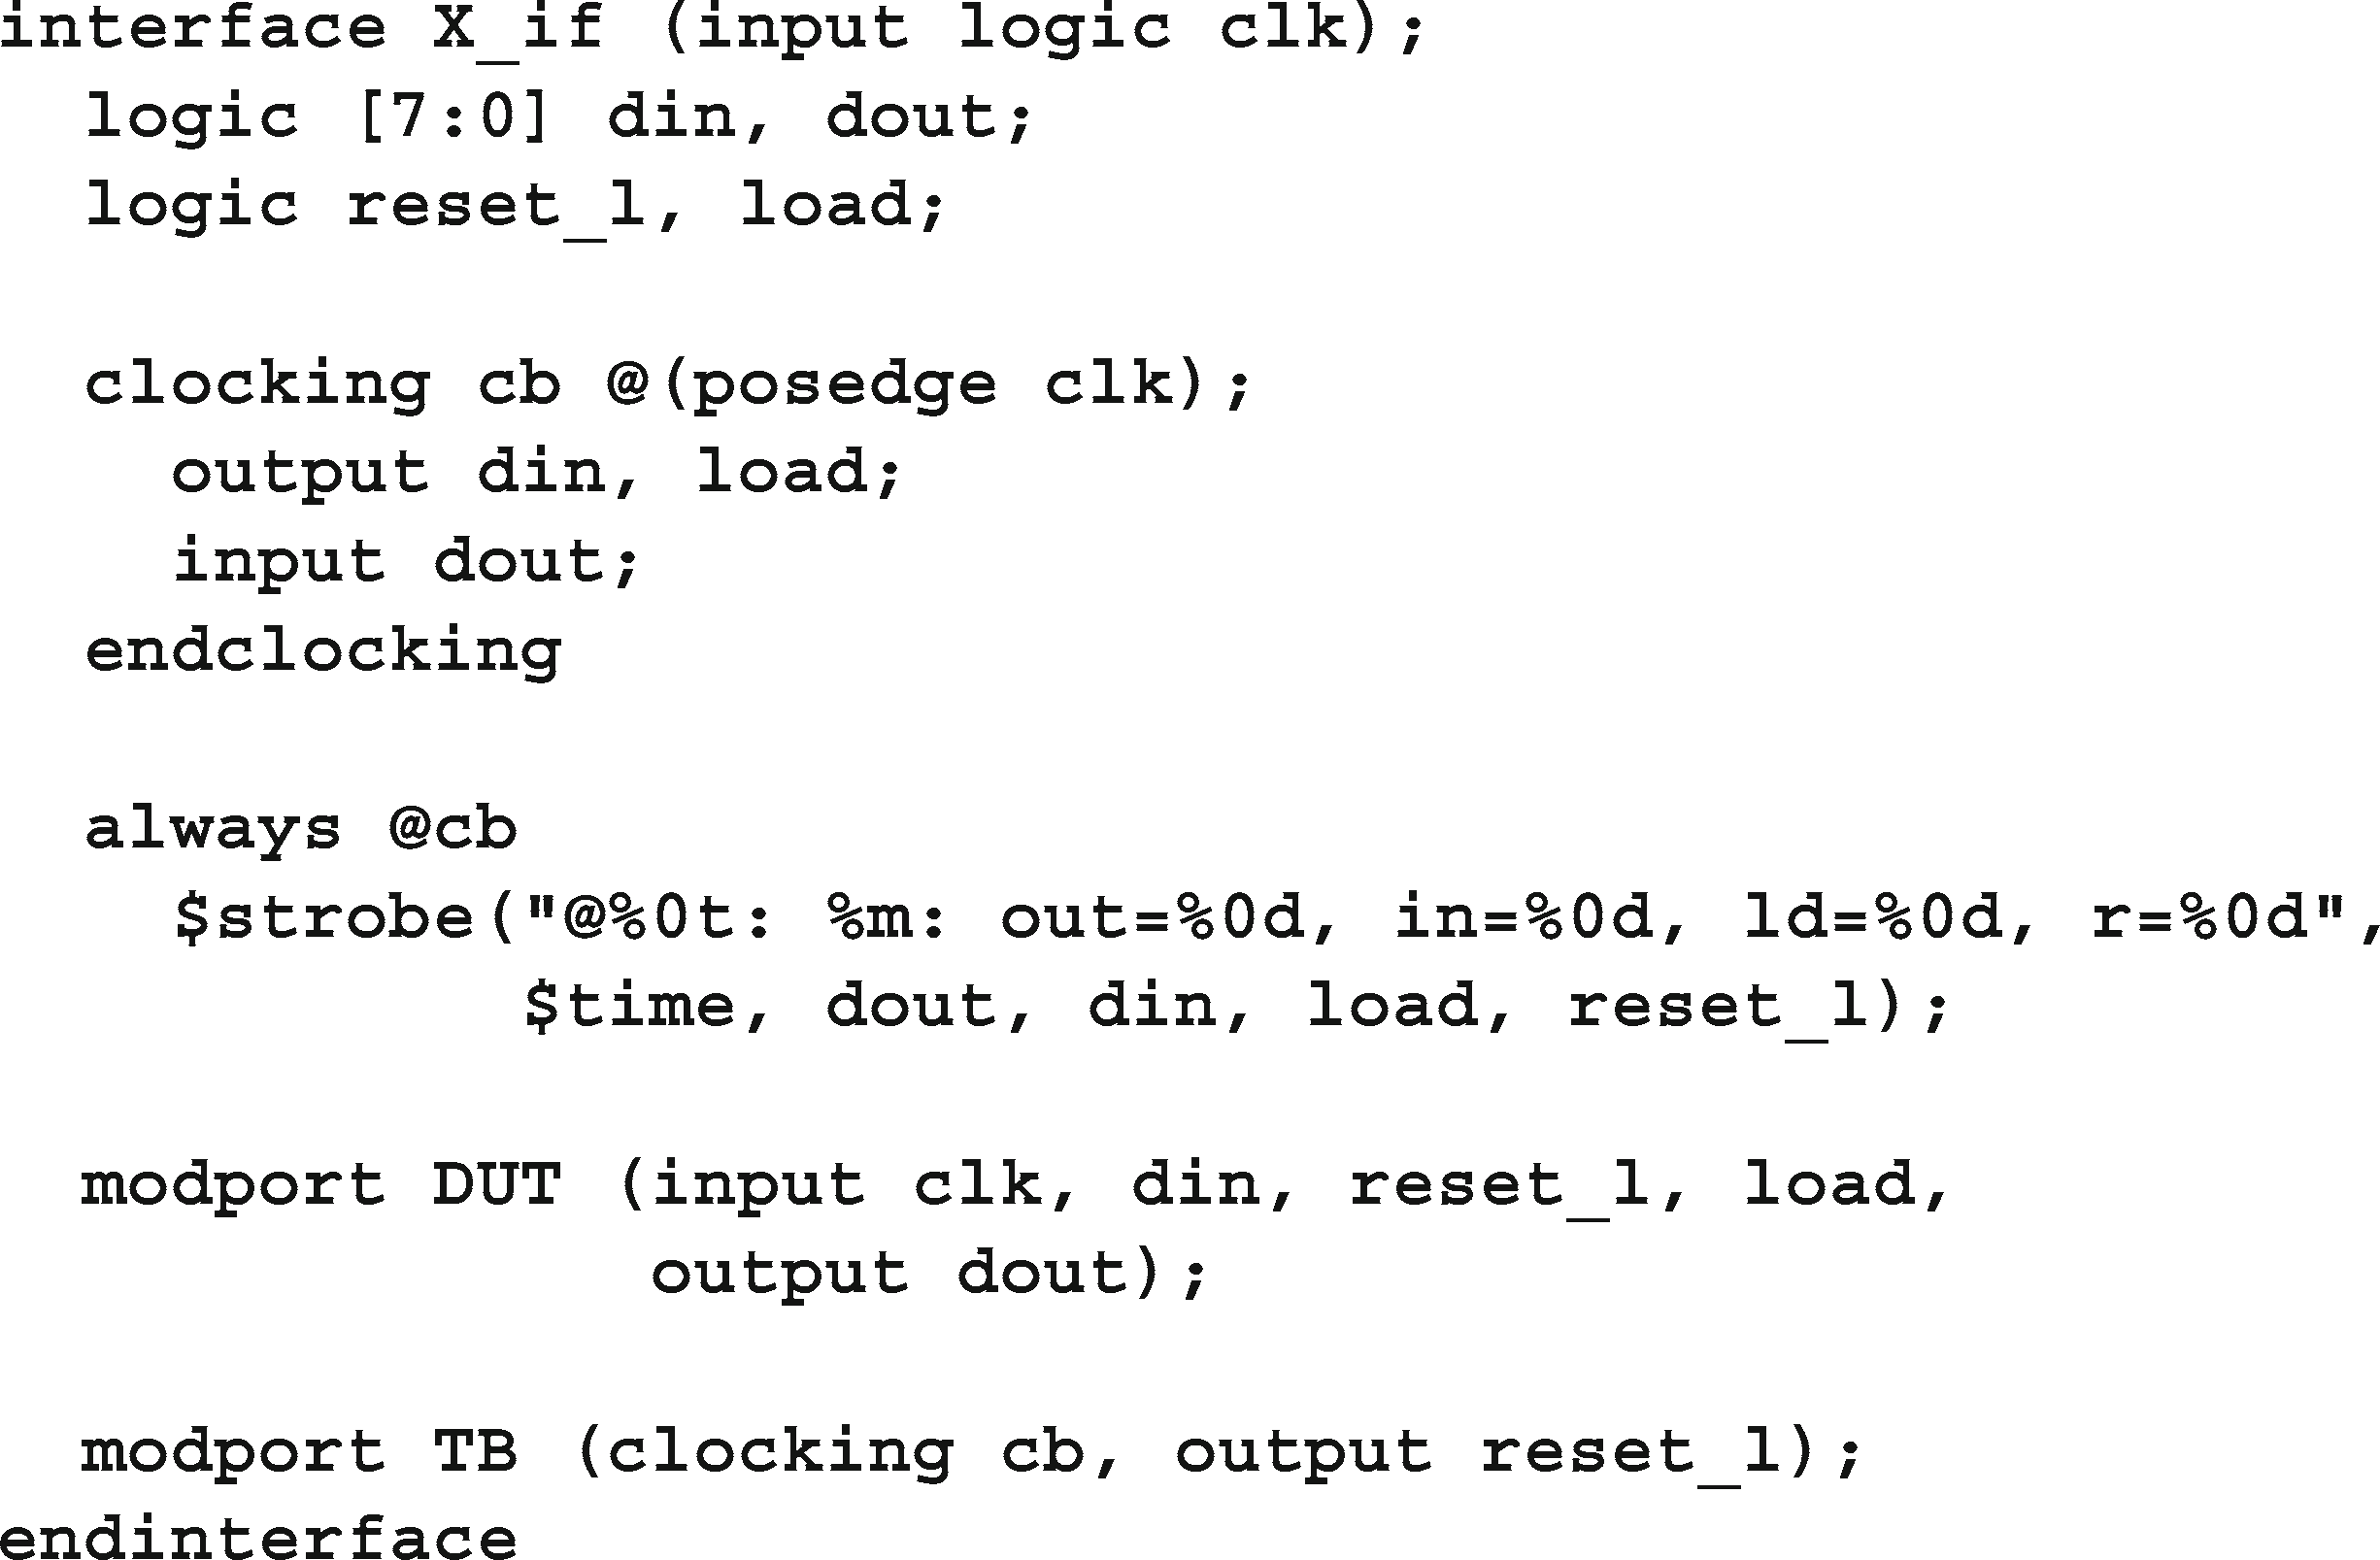 interface X_if (input logic clk);
  logic [7:0] din, dout;
  logic reset_l, load;

  clocking cb @(posedge clk);
    output din, load;
    input dout;
  endclocking

  always @cb
    $strobe("@%0t: %m: out=%0d, in=%0d, ld=%0d, r=%0d",
            $time, dout, din, load, reset_l);

  modport DUT (input clk, din, reset_l, load,
               output dout);

  modport TB (clocking cb, output reset_l);
endinterface